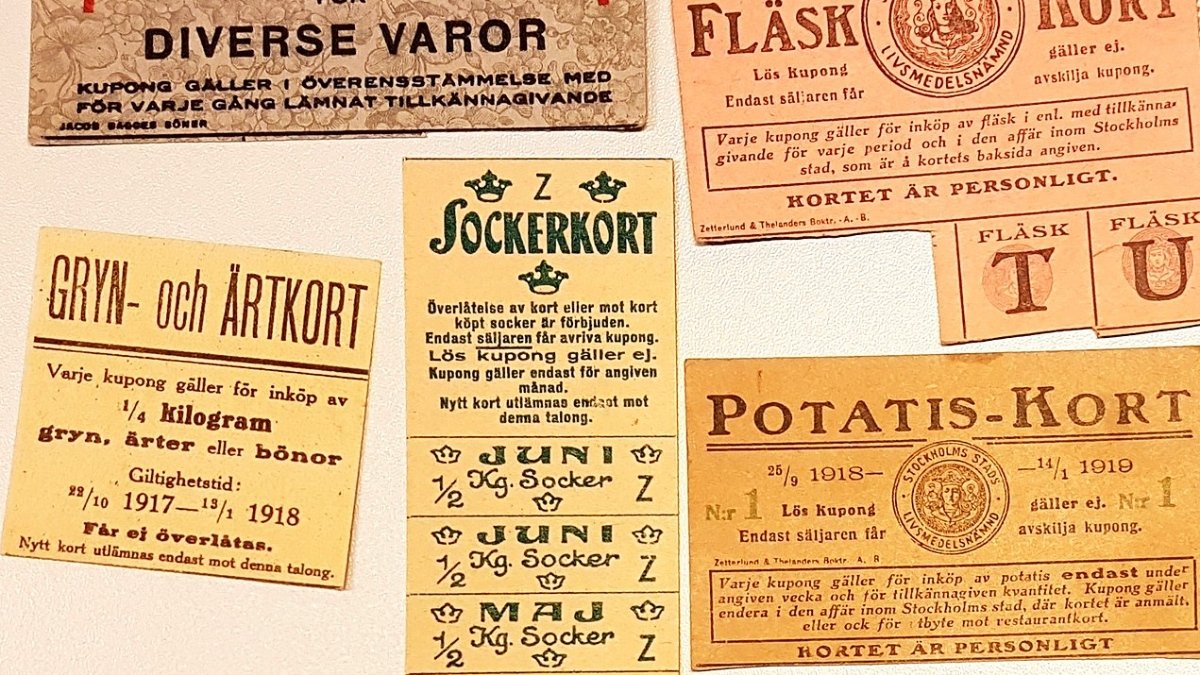 FÖR
DIVERSE VAROR
KUPONG GÄLLER I ÖVERENSSTÄMMELSE MED
FÖR VARJE GÅNG LÄMNAT TILLKÄNNAGIVANDE
JACOB BAGGES SÖNER
FLÄSK KORT
LIVSMEDELSNÄMND
Lös Kupong gäller ej.
Endast säljaren får avskilja kupong.
Varje kupong gäller för inköp av fläsk i enl. med tillkänna-
givande för varje period och i den affär inom Stockholms
stad, som är å kortets baksida angiven.
KORTET ÄR PERSONLIGT.
Zetterlund & Thelanders Boktr.-A.-B.
FLÄSK FLÄSK
T U
GRYN- och ÄRTKORT
Varje kupong gäller för inköp av
1/4 kilogram
gryn, ärter eller bönor
Giltighetstid:
22/10 1917—13/1 1918
Får ej överlåtas.
Nytt kort utlämnas endast mot denna talong.
Z
SOCKERKORT
Överlåtelse av kort eller mot kort
köpt socker är förbjuden.
Endast säljaren får avriva kupong.
Lös kupong gäller ej.
Kupong gäller endast för angiven
månad.
Nytt kort utlämnas endast mot
denna talong.
JUNI
1/2 Kg. Socker Z
JUNI
1/2 Kg. Socker Z
MAJ
1/2 Kg. Socker Z
POTATIS-KORT
25/9 1918— —14/1 1919
STOCKHOLMS STADS
LIVSMEDELSNÄMND
N:r 1 Lös Kupong gäller ej. N:r 1
Endast säljaren får avskilja kupong.
Zetterlund & Thelanders Boktr. A. B
Varje kupong gäller för inköp av potatis endast under
angiven vecka och för tillkännagiven kvantitet. Kupong gäller
endera i den affär inom Stockholms stad, där kortet är anmält,
eller ock för utbyte mot restaurantkort.
KORTET ÄR PERSONLIGT